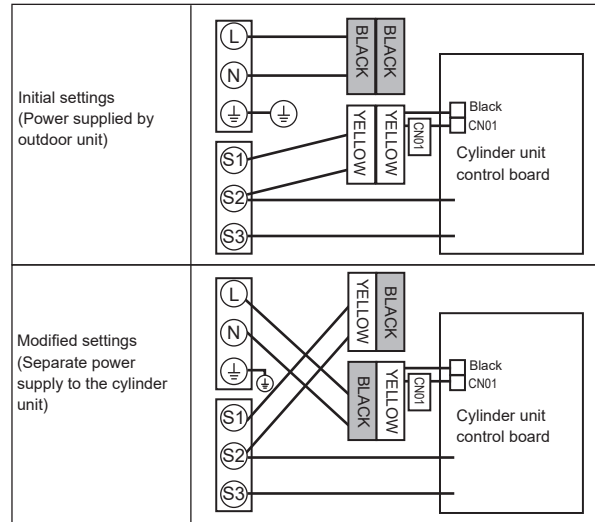 Initial settings
(Power supplied by
outdoor unit)
L
N
S1
S2
S3
BLACK
BLACK
YELLOW
YELLOW
CN01
Black
CN01
Cylinder unit
control board
Modified settings
(Separate power
supply to the cylinder
unit)
L
N
S1
S2
S3
YELLOW
BLACK
BLACK
YELLOW
CN01
Black
CN01
Cylinder unit
control board